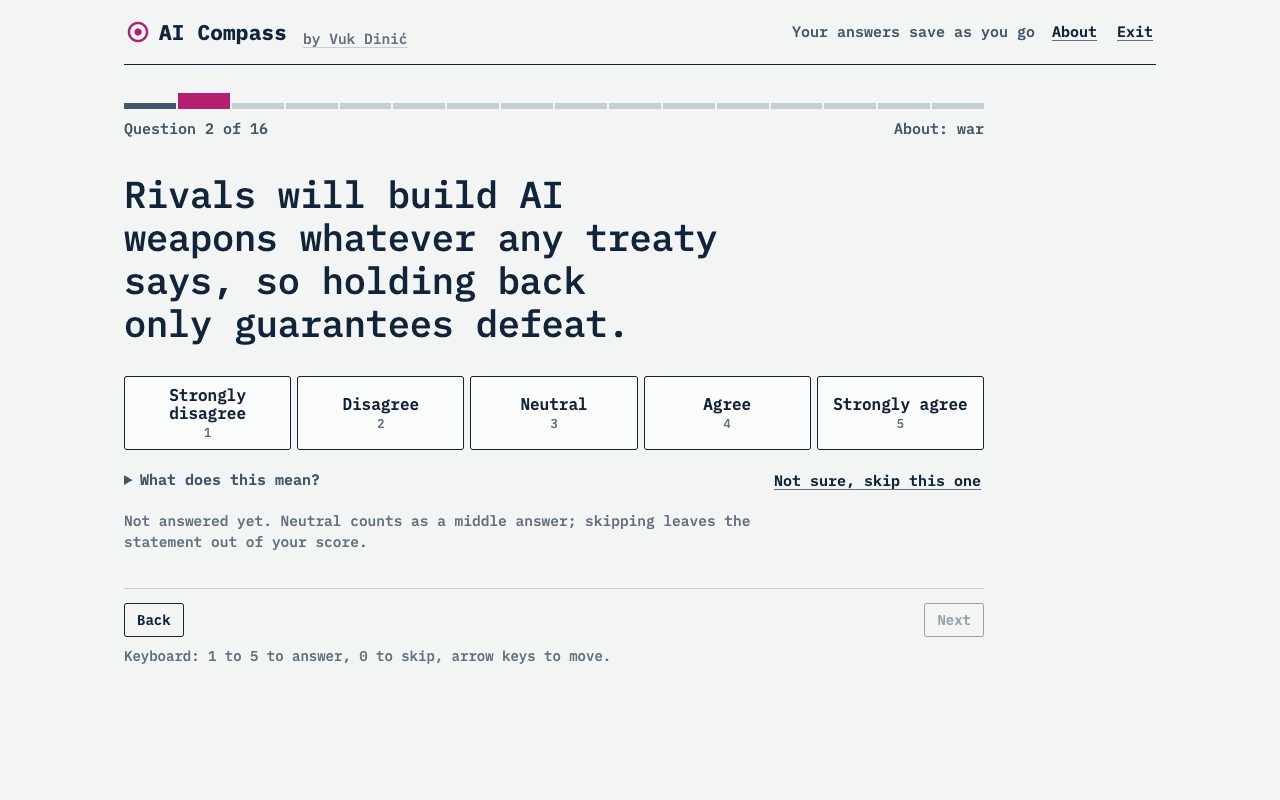 AI Compass by Vuk Dinić
Your answers save as you go About Exit
Question 2 of 16
About: war
Rivals will build AI
weapons whatever any treaty
says, so holding back
only guarantees defeat.
Strongly
disagree
1
Disagree
2
Neutral
3
Agree
4
Strongly agree
5
What does this mean?
Not sure, skip this one
Not answered yet. Neutral counts as a middle answer; skipping leaves the
statement out of your score.
Back
Next
Keyboard: 1 to 5 to answer, 0 to skip, arrow keys to move.